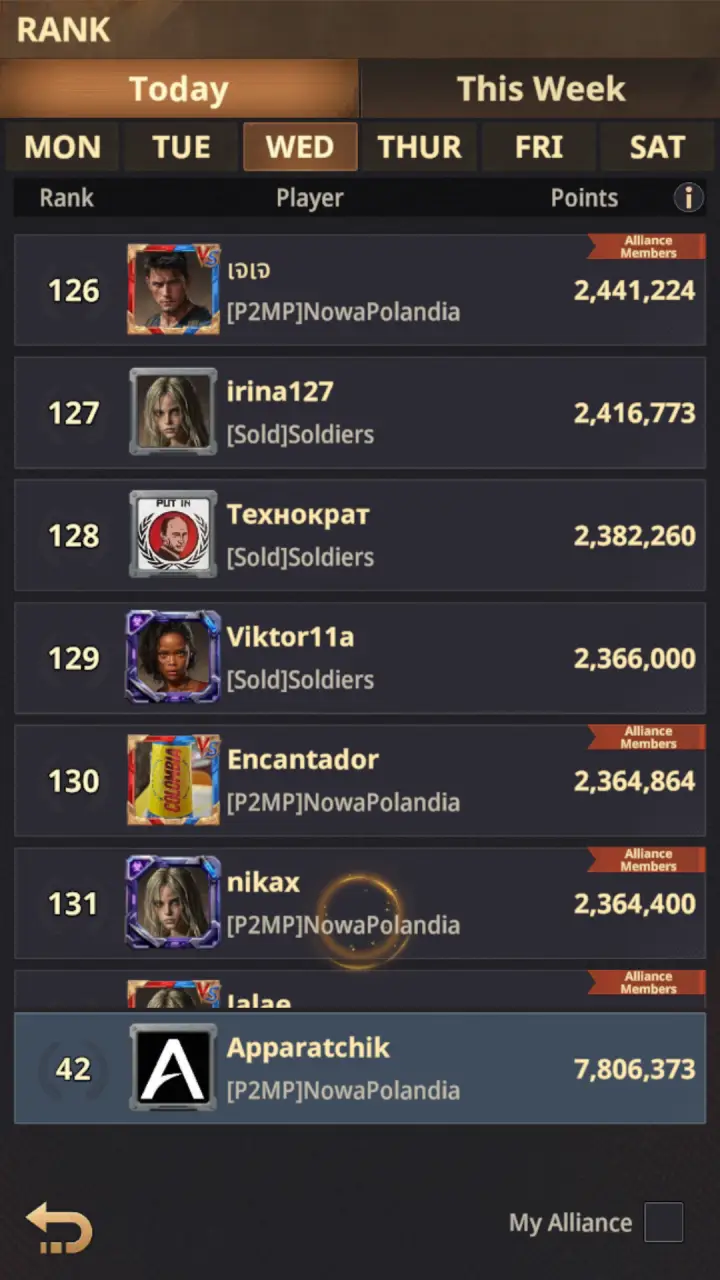 RANK
Today
This Week
MON
TUE
WED
THUR
FRI
SAT
Rank
Player
Points
i
Alliance Members
126
VS
เจเจ
[P2MP]NowaPolandia
2,441,224
127
irina127
[Sold]Soldiers
2,416,773
128
PUT IN
Технократ
[Sold]Soldiers
2,382,260
129
Viktor11a
[Sold]Soldiers
2,366,000
Alliance Members
130
VS
COLOMBIA
Encantador
[P2MP]NowaPolandia
2,364,864
Alliance Members
131
nikax
[P2MP]NowaPolandia
2,364,400
Alliance Members
VS
42
A
Apparatchik
[P2MP]NowaPolandia
7,806,373
My Alliance